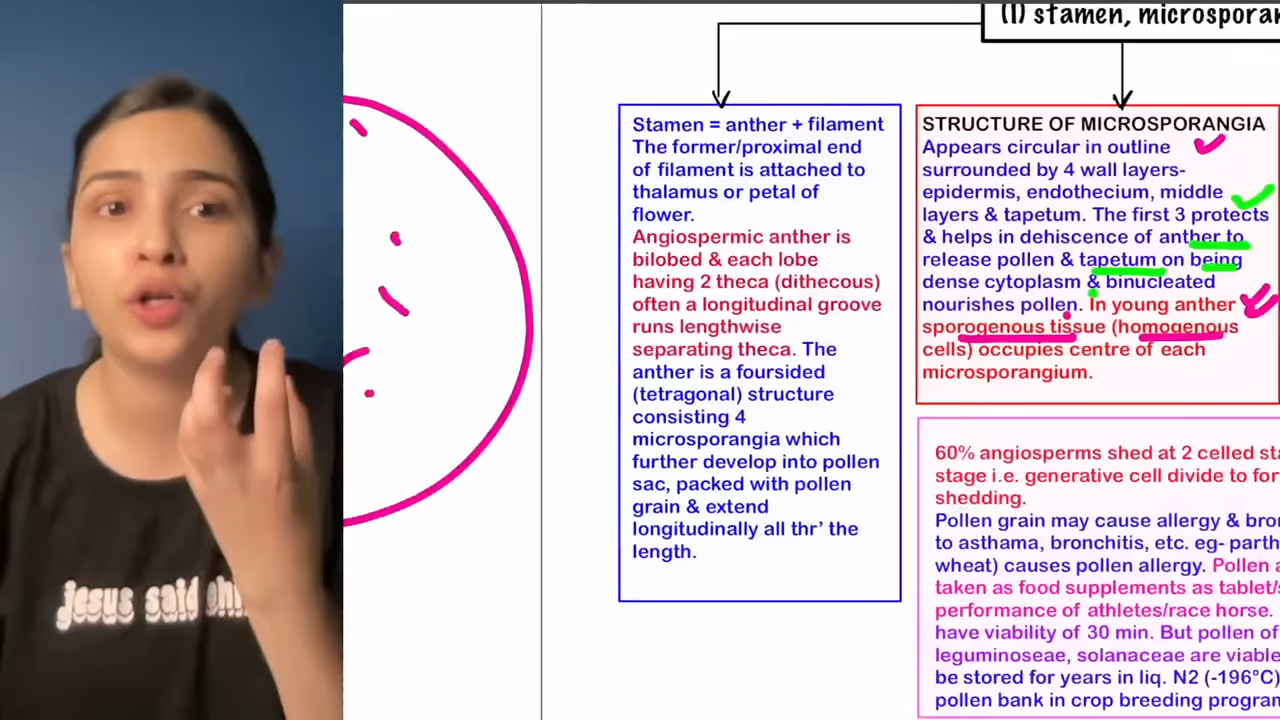 (I) stamen, microsporan
Stamen = anther + filament
The former/proximal end
of filament is attached to
thalamus or petal of
flower.
Angiospermic anther is
bilobed & each lobe
having 2 theca (dithecous)
often a longitudinal groove
runs lengthwise
separating theca. The
anther is a foursided
(tetragonal) structure
consisting 4
microsporangia which
further develop into pollen
sac, packed with pollen
grain & extend
longitudinally all thr' the
length.
STRUCTURE OF MICROSPORANGIA
Appears circular in outline
surrounded by 4 wall layers-
epidermis, endothecium, middle
layers & tapetum. The first 3 protects
& helps in dehiscence of anther to
release pollen & tapetum on being
dense cytoplasm & binucleated
nourishes pollen. In young anther
sporogenous tissue (homogenous
cells) occupies centre of each
microsporangium.
60% angiosperms shed at 2 celled sta
stage i.e. generative cell divide to for
shedding.
Pollen grain may cause allergy & bron
to asthama, bronchitis, etc. eg- parth
wheat) causes pollen allergy. Pollen a
taken as food supplements as tablet/s
performance of athletes/race horse.
have viability of 30 min. But pollen of
leguminoseae, solanaceae are viable
be stored for years in liq. N2 (-196°C)
pollen bank in crop breeding program
jesus said